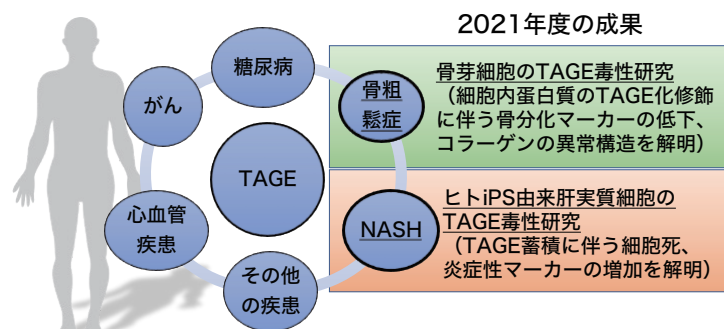 2021年度の成果
糖尿病
がん
TAGE
心血管
疾患
その他
の疾患
骨粗
鬆症
NASH
骨芽細胞のTAGE毒性研究
（細胞内蛋白質のTAGE化修飾
に伴う骨分化マーカーの低下、
コラーゲンの異常構造を解明）
ヒトiPS由来肝実質細胞の
TAGE毒性研究
（TAGE蓄積に伴う細胞死、
炎症性マーカーの増加を解明）